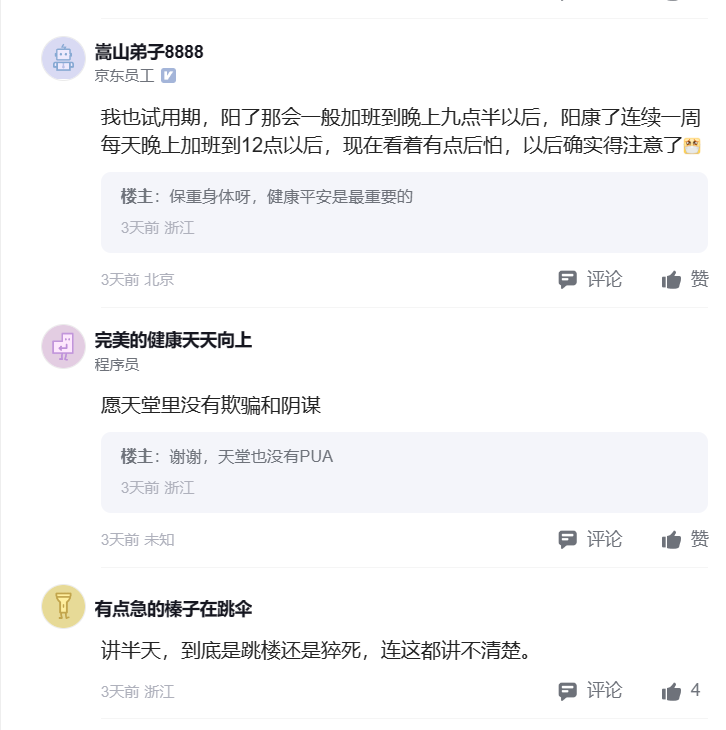 嵩山弟子8888
京东员工
我也试用期，阳了那会一般加班到晚上九点半以后，阳康了连续一周
每天晚上加班到12点以后，现在看着有点后怕，以后确实得注意了
楼主：保重身体呀，健康平安是最重要的
3天前 浙江
3天前 北京 评论 赞
完美的健康天天向上
程序员
愿天堂里没有欺骗和阴谋
楼主：谢谢，天堂也没有PUA
3天前 浙江
3天前 未知 评论 赞
有点急的榛子在跳伞
讲半天，到底是跳楼还是猝死，连这都讲不清楚。
3天前 浙江 评论 4